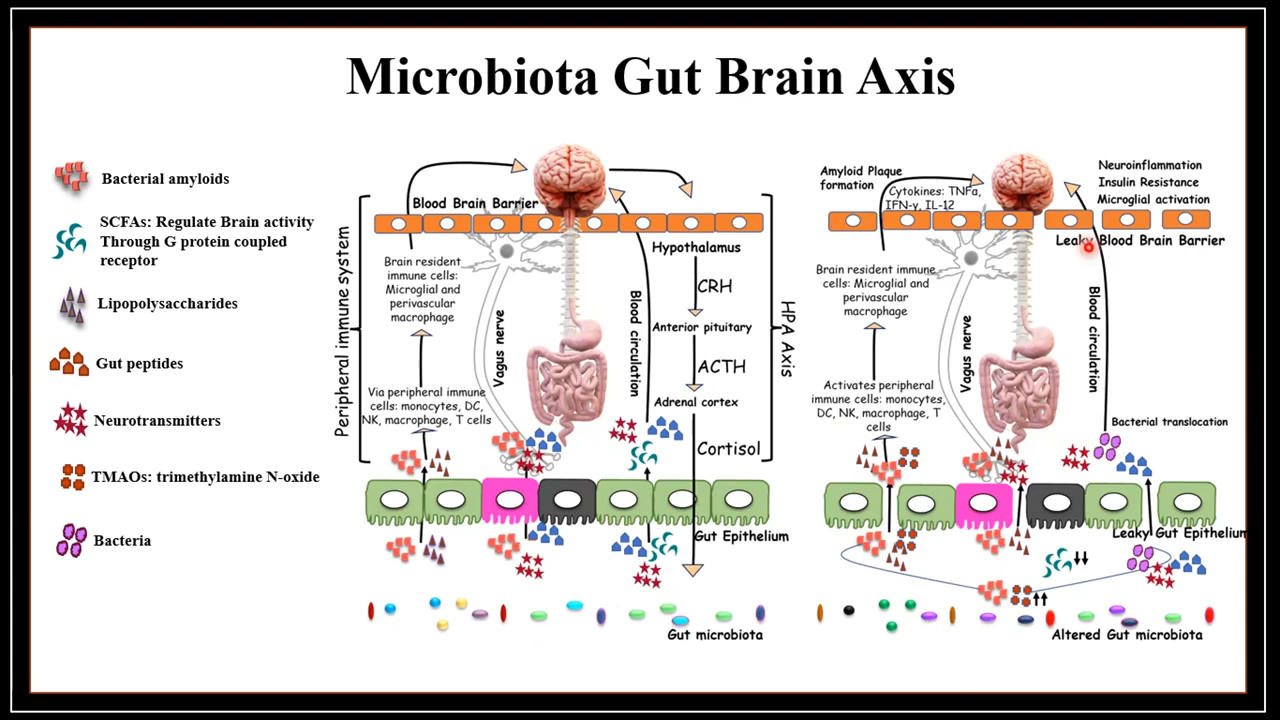 Microbiota Gut Brain Axis
Bacterial amyloids
SCFAs: Regulate Brain activity
Through G protein coupled
receptor
Lipopolysaccharides
Gut peptides
Neurotransmitters
TMAOs: trimethylamine N-oxide
Bacteria
Peripheral immune system
Blood Brain Barrier
Brain resident
immune cells:
Microglial and
perivascular
macrophage
Via peripheral immune
cells: monocytes, DC,
NK, macrophage, T cells
Vagus nerve
Blood circulation
Hypothalamus
CRH
Anterior pituitary
ACTH
Adrenal cortex
Cortisol
HPA Axis
Gut Epithelium
Gut microbiota
Amyloid Plaque
formation
Cytokines: TNFα,
IFN-γ, IL-12
Neuroinflammation
Insulin Resistance
Microglial activation
Leaky Blood Brain Barrier
Brain resident immune
cells: Microglial and
perivascular
macrophage
Activates peripheral
immune cells: monocytes,
DC, NK, macrophage, T
cells
Vagus nerve
Blood circulation
Bacterial translocation
Leaky Gut Epithelium
Altered Gut microbiota